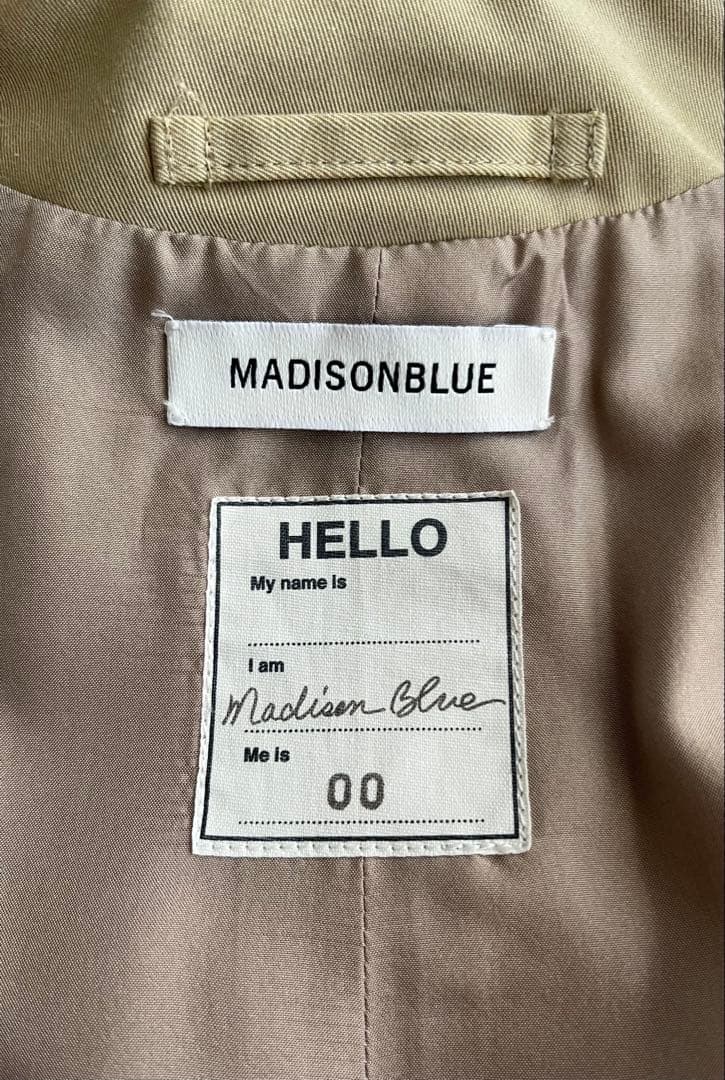 MADISONBLUE
HELLO
My name is
I am
Madison Blue
Me is
00